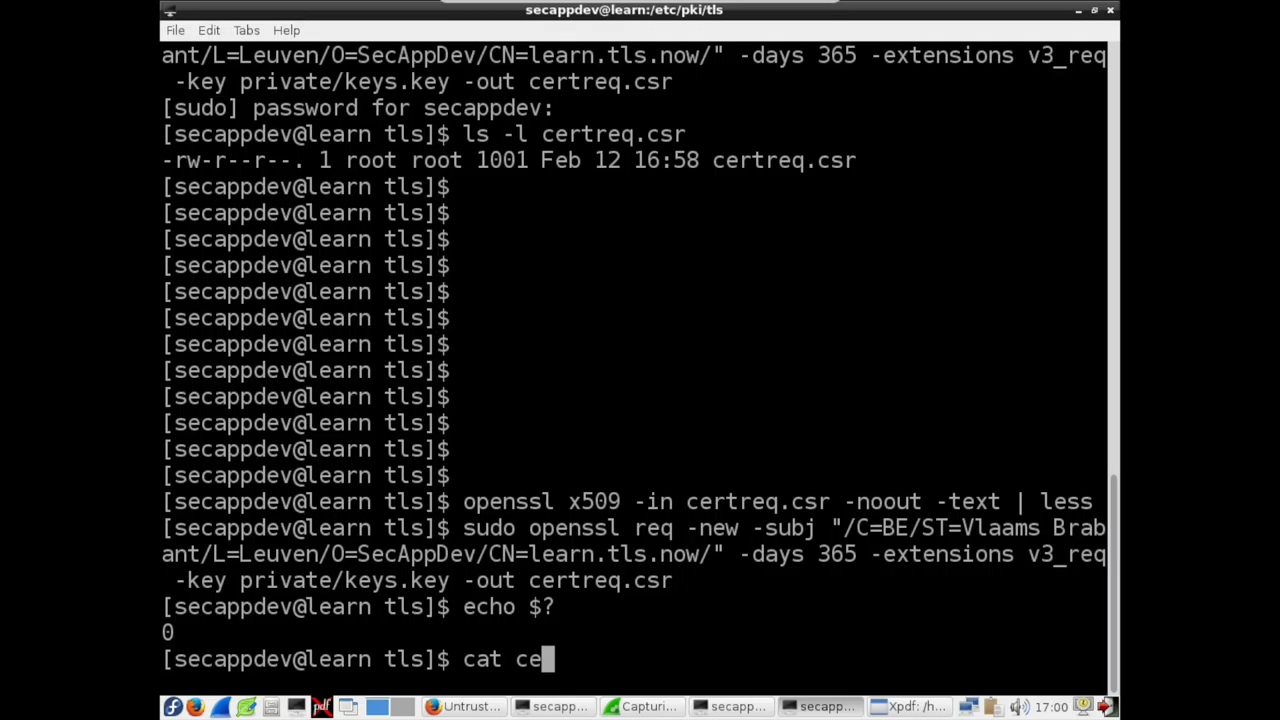 secappdev@learn:/etc/pki/tls
File Edit Tabs Help
ant/L=Leuven/O=SecAppDev/CN=learn.tls.now/" -days 365 -extensions v3_req
 -key private/keys.key -out certreq.csr
[sudo] password for secappdev:
[secappdev@learn tls]$ ls -l certreq.csr
-rw-r--r--. 1 root root 1001 Feb 12 16:58 certreq.csr
[secappdev@learn tls]$
[secappdev@learn tls]$
[secappdev@learn tls]$
[secappdev@learn tls]$
[secappdev@learn tls]$
[secappdev@learn tls]$
[secappdev@learn tls]$
[secappdev@learn tls]$
[secappdev@learn tls]$
[secappdev@learn tls]$
[secappdev@learn tls]$
[secappdev@learn tls]$
[secappdev@learn tls]$ openssl x509 -in certreq.csr -noout -text | less
[secappdev@learn tls]$ sudo openssl req -new -subj "/C=BE/ST=Vlaams Brab
ant/L=Leuven/O=SecAppDev/CN=learn.tls.now/" -days 365 -extensions v3_req
 -key private/keys.key -out certreq.csr
[secappdev@learn tls]$ echo $?
0
[secappdev@learn tls]$ cat ce
pdf Untrust... secapp... Capturi... secapp... secapp... Xpdf: /h... 17:00